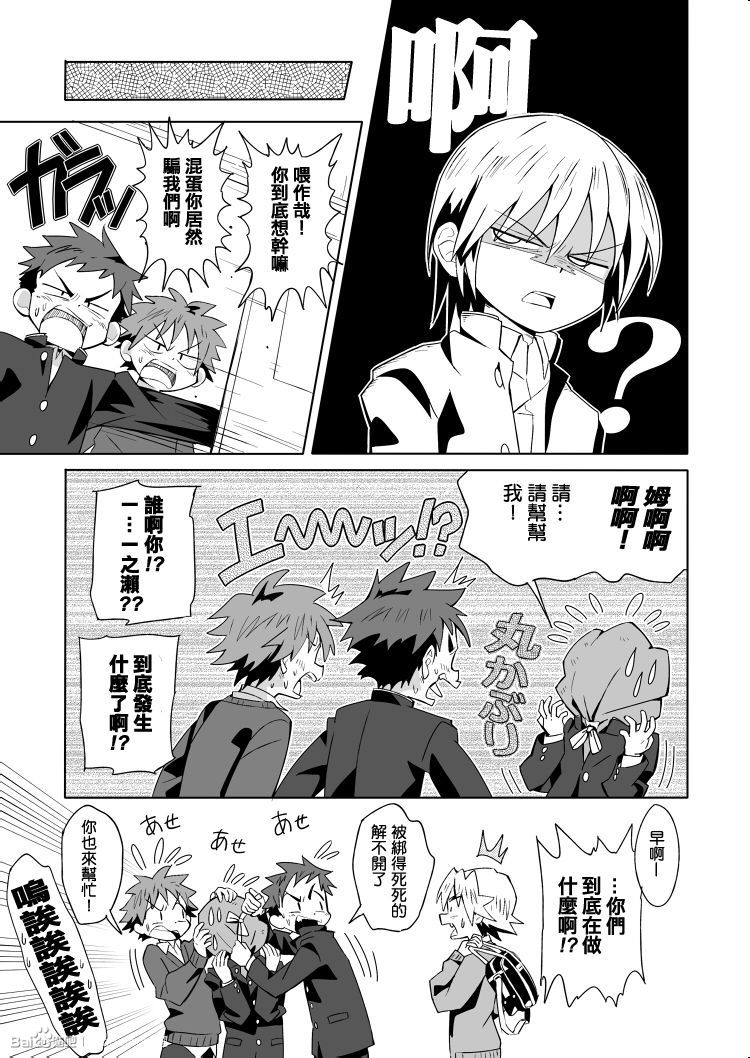 啊
?
喂作哉！
你到底想幹嘛
混蛋你居然
騙我們啊
ガラッ
姆啊啊
啊啊！
請…
請幫幫
我！
エ〜ッ!?
丸かぶり
誰啊你!?
一…一之瀨??
到底發生
什麼了啊!?
早啊ー
…你們
到底在做
什麼啊!?
被綁得死死的
解不開了
あせ
あせ
あせ
你也來幫忙！
嗚誒誒誒誒誒